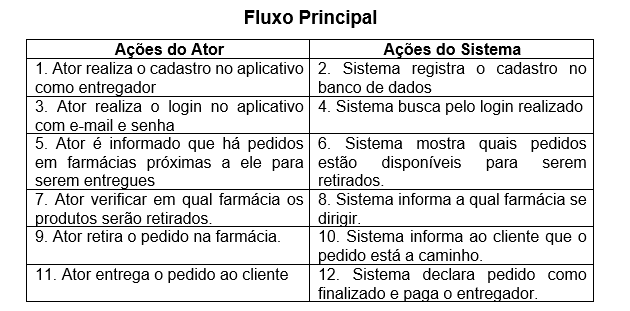 Fluxo Principal
Ações do Ator
Ações do Sistema
1. Ator realiza o cadastro no aplicativo
como entregador
2. Sistema registra o cadastro no
banco de dados
3. Ator realiza o login no aplicativo
com e-mail e senha
4. Sistema busca pelo login realizado
5. Ator é informado que há pedidos
em farmácias próximas a ele para
serem entregues
6. Sistema mostra quais pedidos
estão disponíveis para serem
retirados.
7. Ator verificar em qual farmácia os
produtos serão retirados.
8. Sistema informa a qual farmácia se
dirigir.
9. Ator retira o pedido na farmácia.
10. Sistema informa ao cliente que o
pedido está a caminho.
11. Ator entrega o pedido ao cliente
12. Sistema declara pedido como
finalizado e paga o entregador.